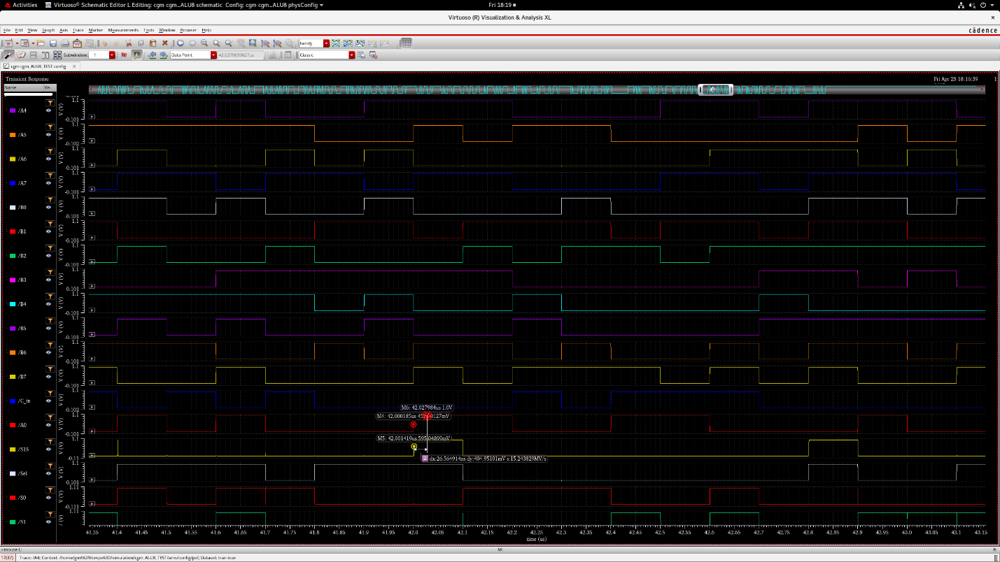 Activities Virtuoso® Schematic Editor L Editing: cgm cgm_ALU8 schematic Config: cgm cgm_ALU8 physConfig Fri 18:19
Virtuoso (R) Visualization & Analysis XL
File Edit View Graph Axis Trace Marker Measurements Tools Window Browser Help
cādence
family
Subwindow: 1 Data Point 42.0279839027us Classic
cgm cgm_ALU8_TEST config
Transient Response Fri Apr 25 18:16:39 1
Name Vis
/A4 V (V) 1.1 -0.101
/A5 V (V) 1.1 -0.102
/A6 V (V) 1.1 -0.101
/A7 V (V) 1.1 -0.101
/B0 V (V) 1.1 -0.101
/B1 V (V) 1.1 -0.101
/B2 V (V) 1.1 -0.101
/B3 V (V) 1.1 -0.101
/B4 V (V) 1.1 -0.101
/B5 V (V) 1.1 -0.101
/B6 V (V) 1.1 -0.101
/B7 V (V) 1.1 -0.101
/C_in V (V) 1.1 -0.102
M6: 42.027984us 1.0V
M4: 42.000185us 45 0127mV
/A0 V (V) 1.1 -0.101
M5: 42.001419us 595.04899mV
/S15 V (V) 1.1 -0.11
dx:26.564914ns dy:404.95101mV s:15.243829MV/s
/Sel V (V) 1.1 -0.101
/S0 V (V) 1.11 -0.111
/S1 V (V) 1.11
41.35 41.4 41.45 41.5 41.55 41.6 41.65 41.7 41.75 41.8 41.85 41.9 41.95 42.0 42.05 42.1 42.15 42.2 42.25 42.3 42.35 42.4 42.45 42.5 42.55 42.6 42.65 42.7 42.75 42.8 42.85 42.9 42.95 43.0 43.05 43.1 43.15
time (us)
mouse L: M: R:
17(37) Trace: /A4; Context: /home/gm6629/cmpe630/simulation/cgm_ALU8_TEST/ams/config/psf; Dataset: tran-tran